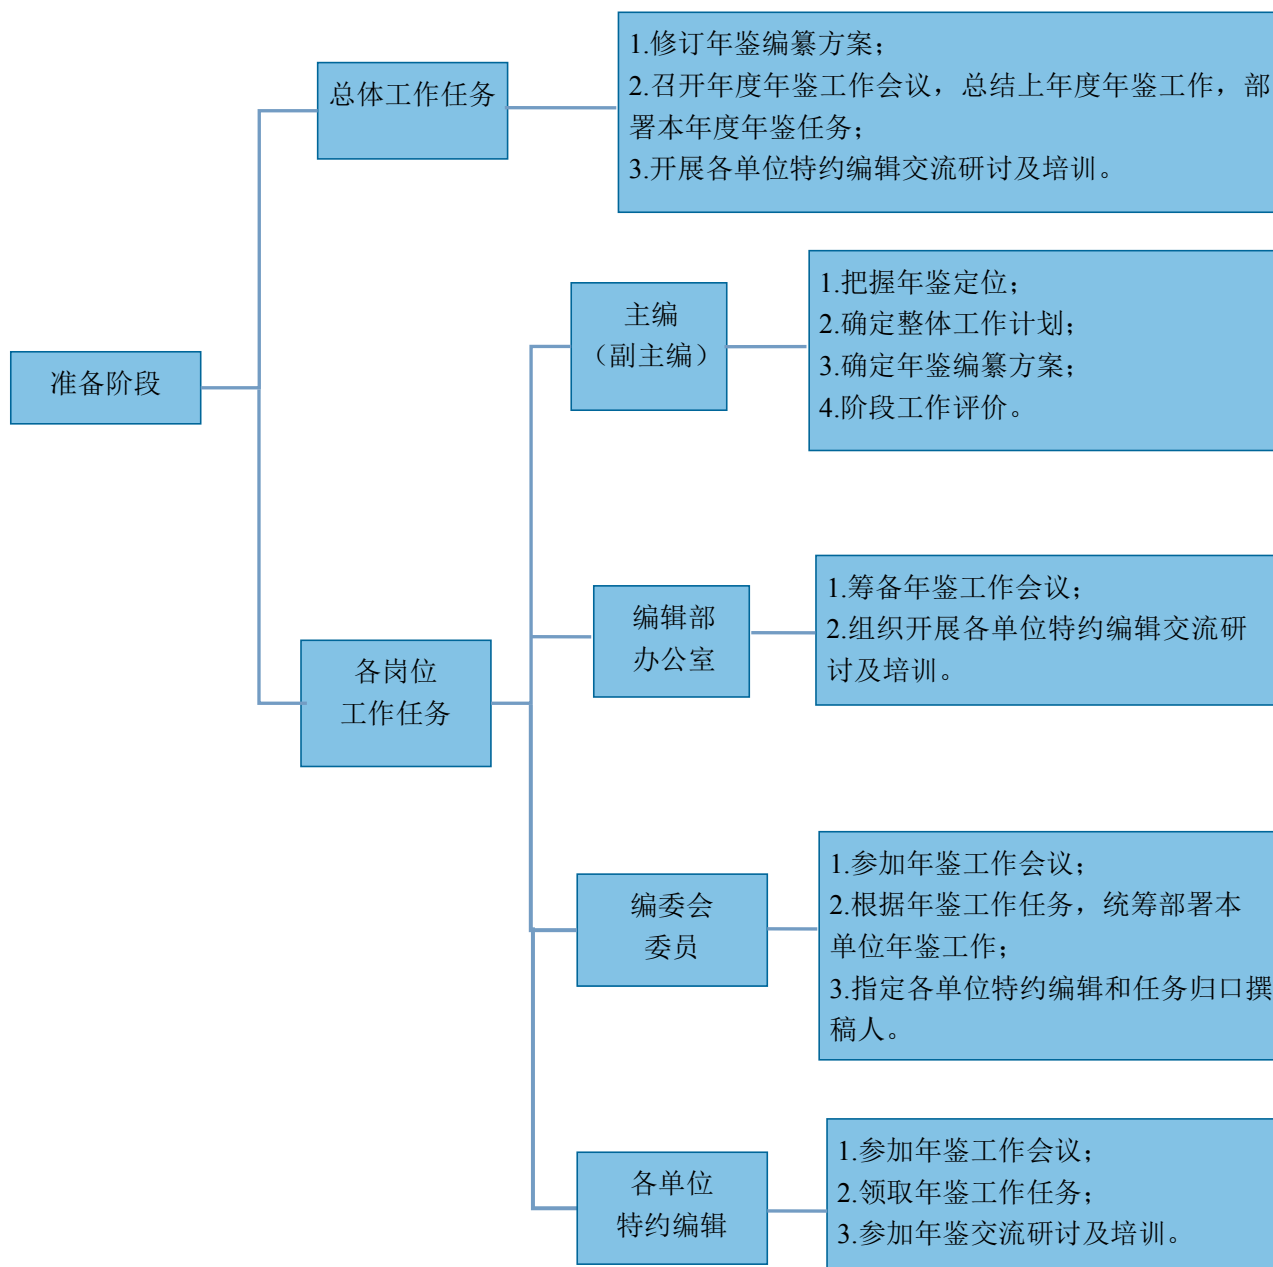 准备阶段
总体工作任务
1.修订年鉴编纂方案；
2.召开年度年鉴工作会议，总结上年度年鉴工作，部
署本年度年鉴任务；
3.开展各单位特约编辑交流研讨及培训。
各岗位
工作任务
主编
（副主编）
1.把握年鉴定位；
2.确定整体工作计划；
3.确定年鉴编纂方案；
4.阶段工作评价。
编辑部
办公室
1.筹备年鉴工作会议；
2.组织开展各单位特约编辑交流研
讨及培训。
编委会
委员
1.参加年鉴工作会议；
2.根据年鉴工作任务，统筹部署本
单位年鉴工作；
3.指定各单位特约编辑和任务归口撰
稿人。
各单位
特约编辑
1.参加年鉴工作会议；
2.领取年鉴工作任务；
3.参加年鉴交流研讨及培训。